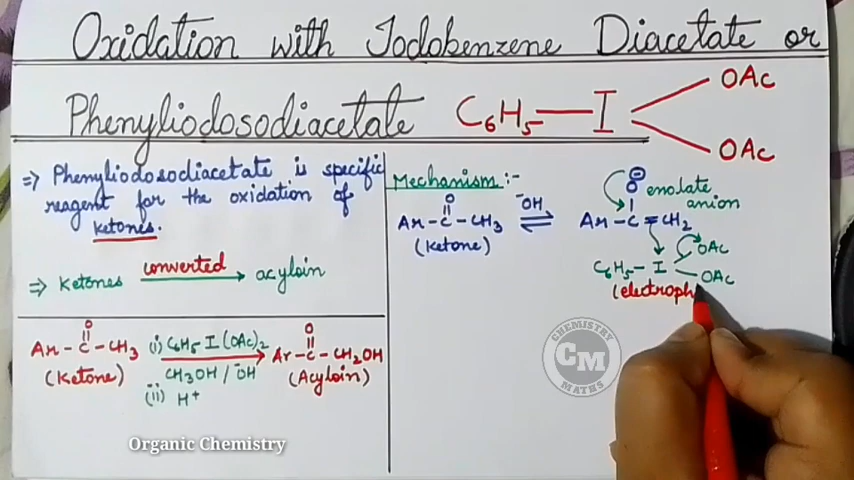 Oxidation with Iodobenzene Diacetate or
Phenyliodosodiacetate C₆H₅—I
OAc
OAc
⇒ Phenyliodosodiacetate is specific
reagent for the oxidation of
ketones.
⇒ Ketones converted acyloin
O
Ar—C—CH₃
(Ketone)
(i) C₆H₅I(OAc)₂
CH₃OH/⁻OH
(ii) H⁺
O
Ar—C—CH₂OH
(Acyloin)
Mechanism:-
O
Ar—C—CH₃
(Ketone)
⁻OH
⊖
O
enolate
anion
Ar—C=CH₂
OAc
C₆H₅—I
OAc
(electroph
CHEMISTRY
CM
MATHS
Organic Chemistry